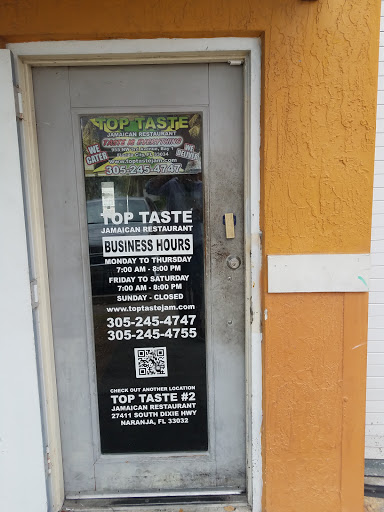 TOP TASTE
JAMAICAN RESTAURANT
TASTE IS EVERYTHING
WE CATER
WE DELIVER
www.toptastejam.com
305-245-4747
TOP TASTE
JAMAICAN RESTAURANT
BUSINESS HOURS
MONDAY TO THURSDAY
7:00 AM - 8:00 PM
FRIDAY TO SATURDAY
7:00 AM - 8:00 PM
SUNDAY - CLOSED
www.toptastejam.com
305-245-4747
305-245-4755
CHECK OUT ANOTHER LOCATION
TOP TASTE #2
JAMAICAN RESTAURANT
27411 SOUTH DIXIE HWY
NARANJA, FL 33032